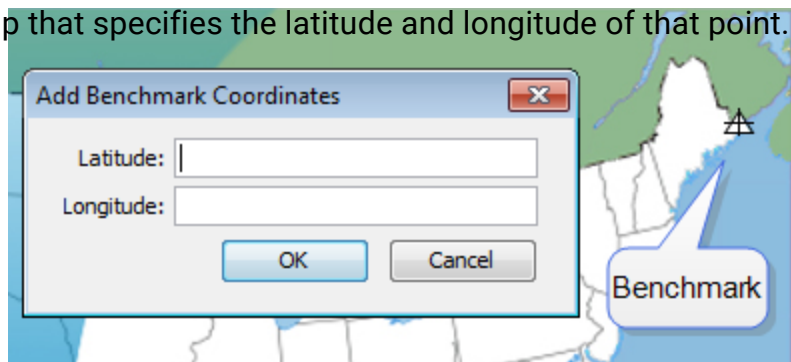 p that specifies the latitude and longitude of that point.
Add Benchmark Coordinates
Latitude:
Longitude:
OK Cancel
Benchmark